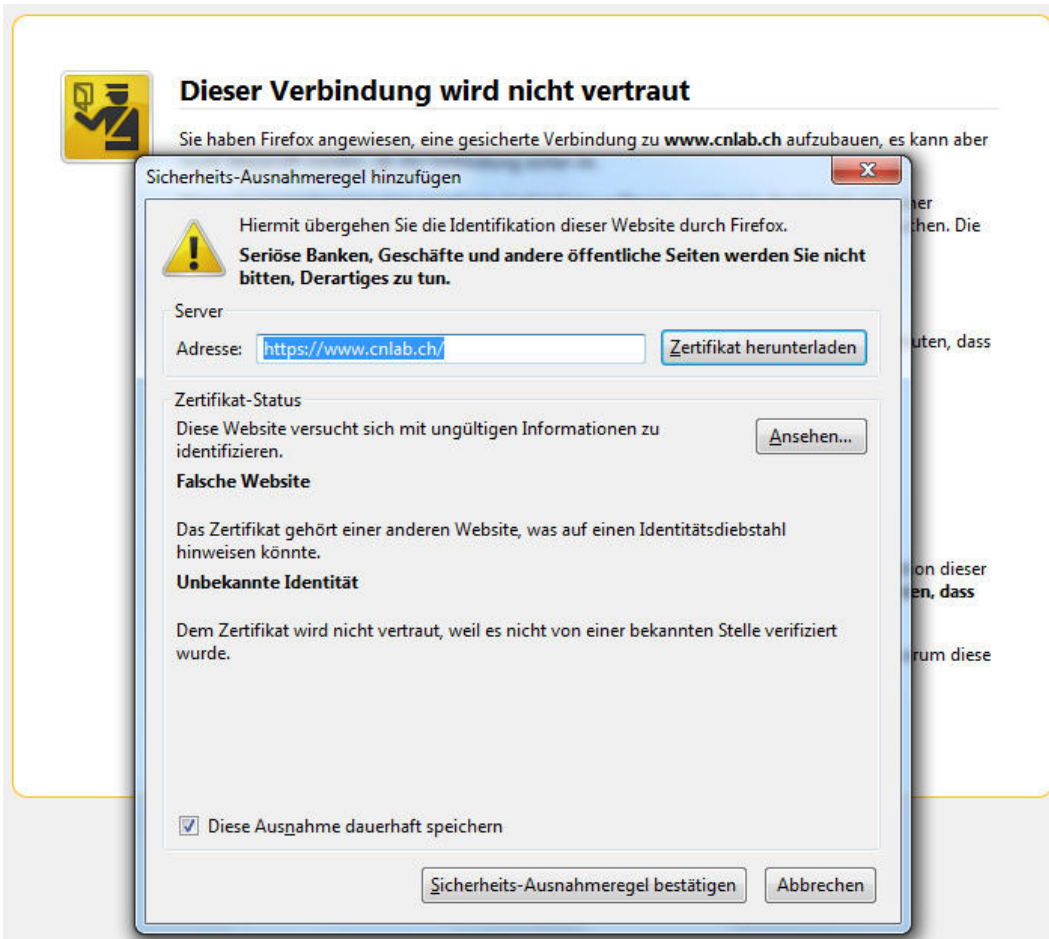 Dieser Verbindung wird nicht vertraut
Sie haben Firefox angewiesen, eine gesicherte Verbindung zu www.cnlab.ch aufzubauen, es kann aber
Sicherheits-Ausnahmeregel hinzufügen
Hiermit übergehen Sie die Identifikation dieser Website durch Firefox.
Seriöse Banken, Geschäfte und andere öffentliche Seiten werden Sie nicht
bitten, Derartiges zu tun.
Server
Adresse: https://www.cnlab.ch/ Zertifikat herunterladen
dass
Zertifikat-Status
Diese Website versucht sich mit ungültigen Informationen zu
identifizieren.
Ansehen...
Falsche Website
Das Zertifikat gehört einer anderen Website, was auf einen Identitätsdiebstahl
hinweisen könnte.
Unbekannte Identität
dieser
dass
Dem Zertifikat wird nicht vertraut, weil es nicht von einer bekannten Stelle verifiziert
wurde.
diese
Diese Ausnahme dauerhaft speichern
Sicherheits-Ausnahmeregel bestätigen Abbrechen